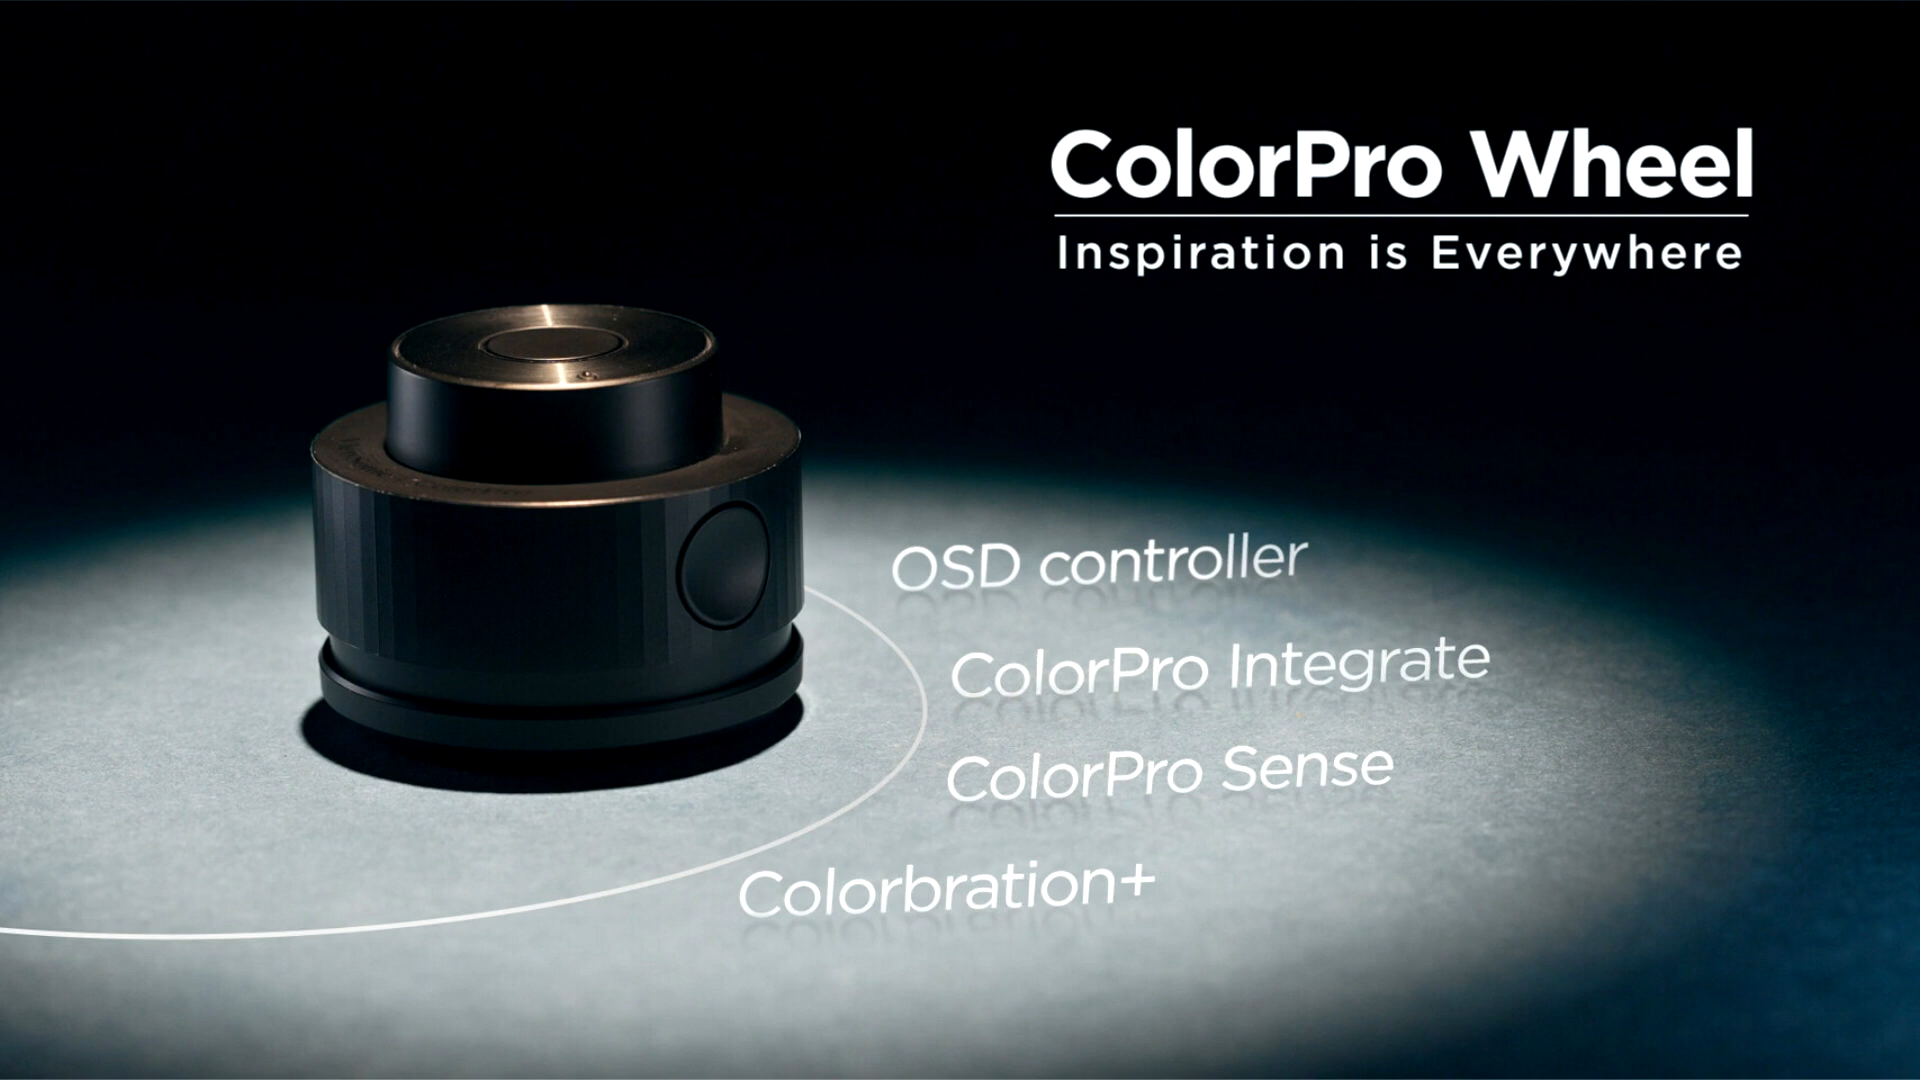 ColorPro Wheel
Inspiration is Everywhere
OSD controller
ColorPro Integrate
ColorPro Sense
Colorbration+